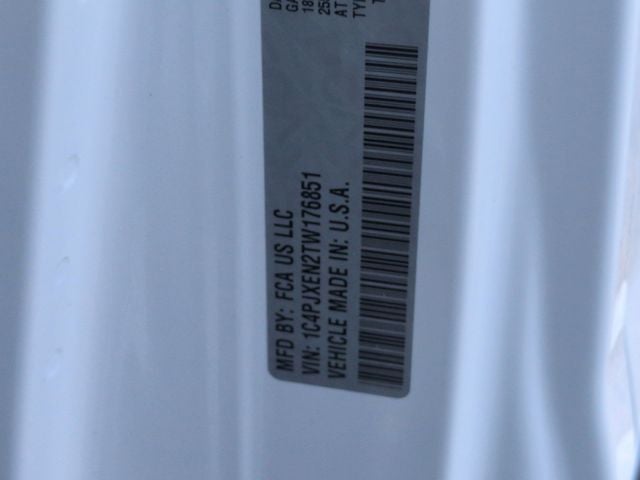 MFD BY: FCA US LLC
VIN: 1C4PJXEN2TW176851
VEHICLE MADE IN: U.S.A.